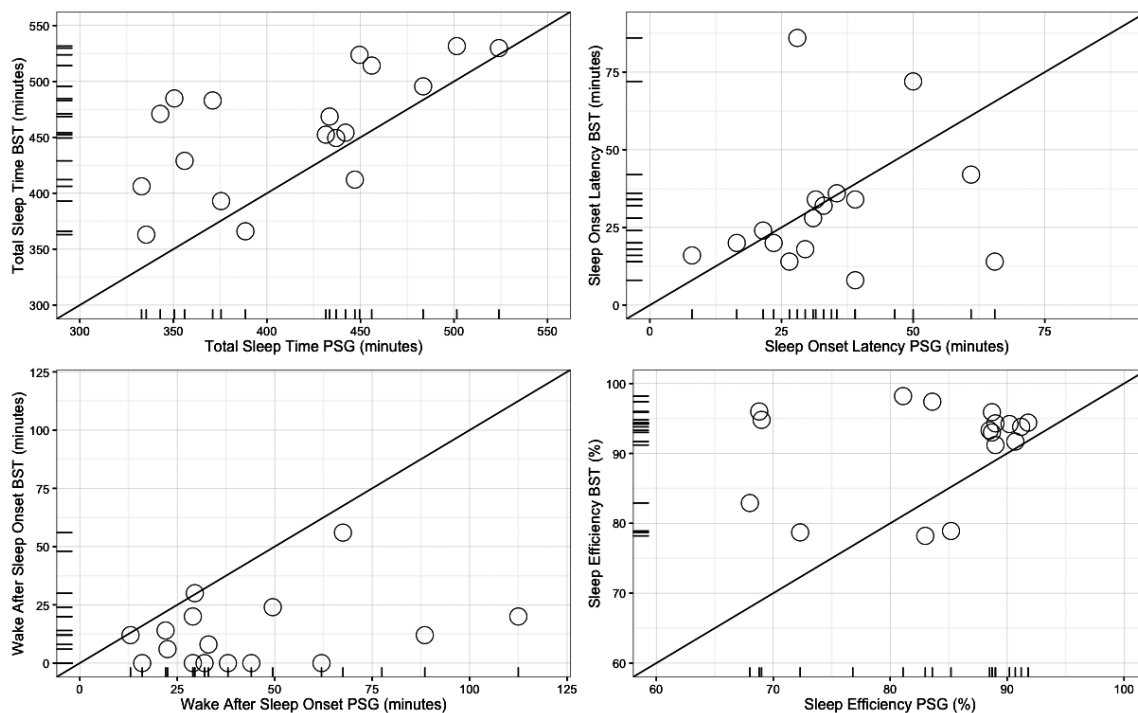 550
500
450
400
350
300
Total Sleep Time BST (minutes)
300 350 400 450 500 550
Total Sleep Time PSG (minutes)
75
50
25
0
Sleep Onset Latency BST (minutes)
0 25 50 75
Sleep Onset Latency PSG (minutes)
125
100
75
50
25
0
Wake After Sleep Onset BST (minutes)
0 25 50 75 100 125
Wake After Sleep Onset PSG (minutes)
100
90
80
70
60
Sleep Efficiency BST (%)
60 70 80 90 100
Sleep Efficiency PSG (%)